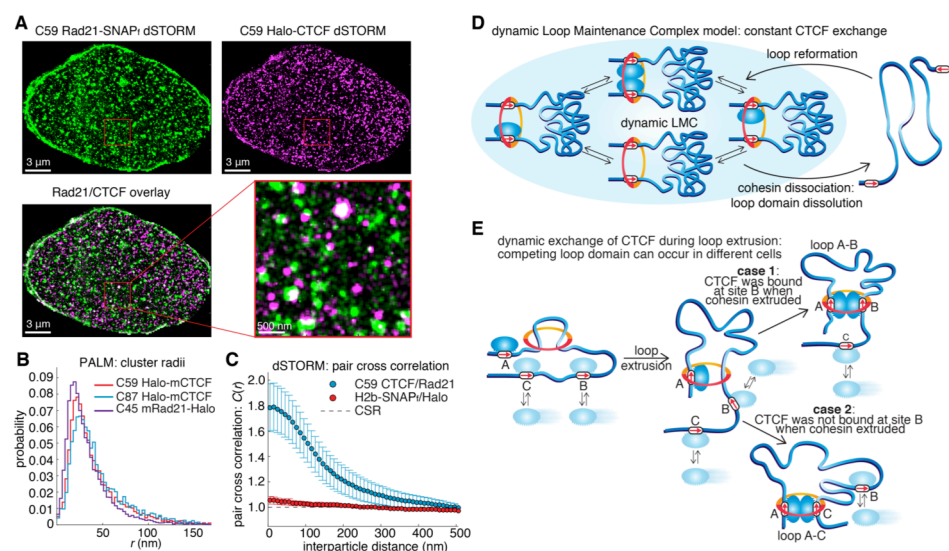 A
C59 Rad21-SNAPf dSTORM
C59 Halo-CTCF dSTORM
3 µm
3 µm
Rad21/CTCF overlay
3 µm
500 nm
B
PALM: cluster radii
C59 Halo-mCTCF
C87 Halo-mCTCF
C45 mRad21-Halo
probability
0.09
0.08
0.07
0.06
0.05
0.04
0.03
0.02
0.01
0
0
50
100
150
r (nm)
C
dSTORM: pair cross correlation
C59 CTCF/Rad21
H2b-SNAPf/Halo
CSR
pair cross correlation: C(r)
2.0
1.8
1.6
1.4
1.2
1.0
0
100
200
300
400
500
interparticle distance (nm)
D
dynamic Loop Maintenance Complex model: constant CTCF exchange
loop reformation
dynamic LMC
cohesin dissociation:
loop domain dissolution
E
dynamic exchange of CTCF during loop extrusion:
competing loop domain can occur in different cells
A
C
B
loop
extrusion
A
B
C
case 1:
CTCF was bound
at site B when
cohesin extruded
loop A-B
A
B
C
case 2:
CTCF was not bound at site B
when cohesin extruded
A
C
B
loop A-C